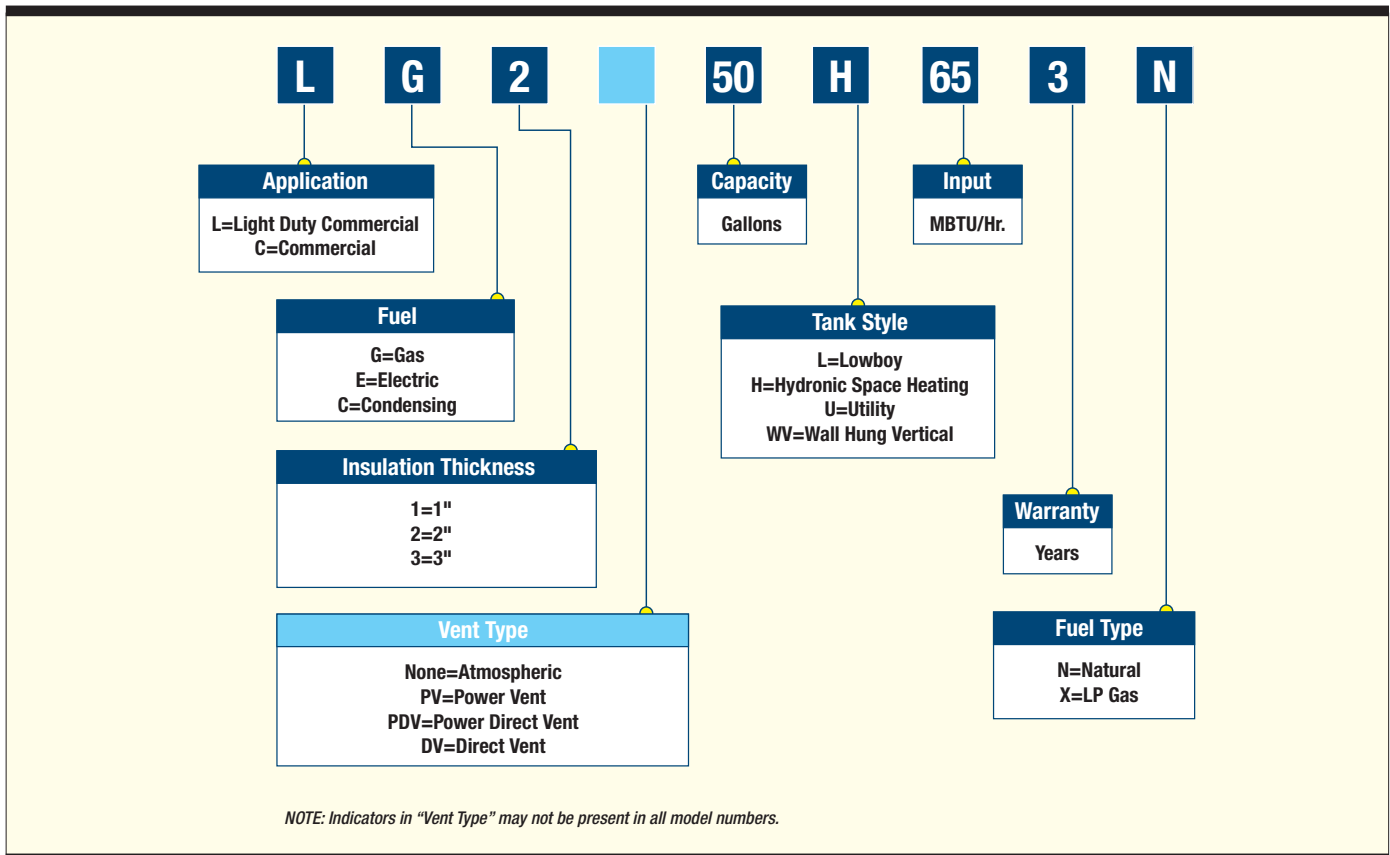 L G 2 50 H 65 3 N
Application
L=Light Duty Commercial
C=Commercial
Fuel
G=Gas
E=Electric
C=Condensing
Insulation Thickness
1=1"
2=2"
3=3"
Vent Type
None=Atmospheric
PV=Power Vent
PDV=Power Direct Vent
DV=Direct Vent
Capacity
Gallons
Tank Style
L=Lowboy
H=Hydronic Space Heating
U=Utility
WV=Wall Hung Vertical
Input
MBTU/Hr.
Warranty
Years
Fuel Type
N=Natural
X=LP Gas
NOTE: Indicators in “Vent Type” may not be present in all model numbers.